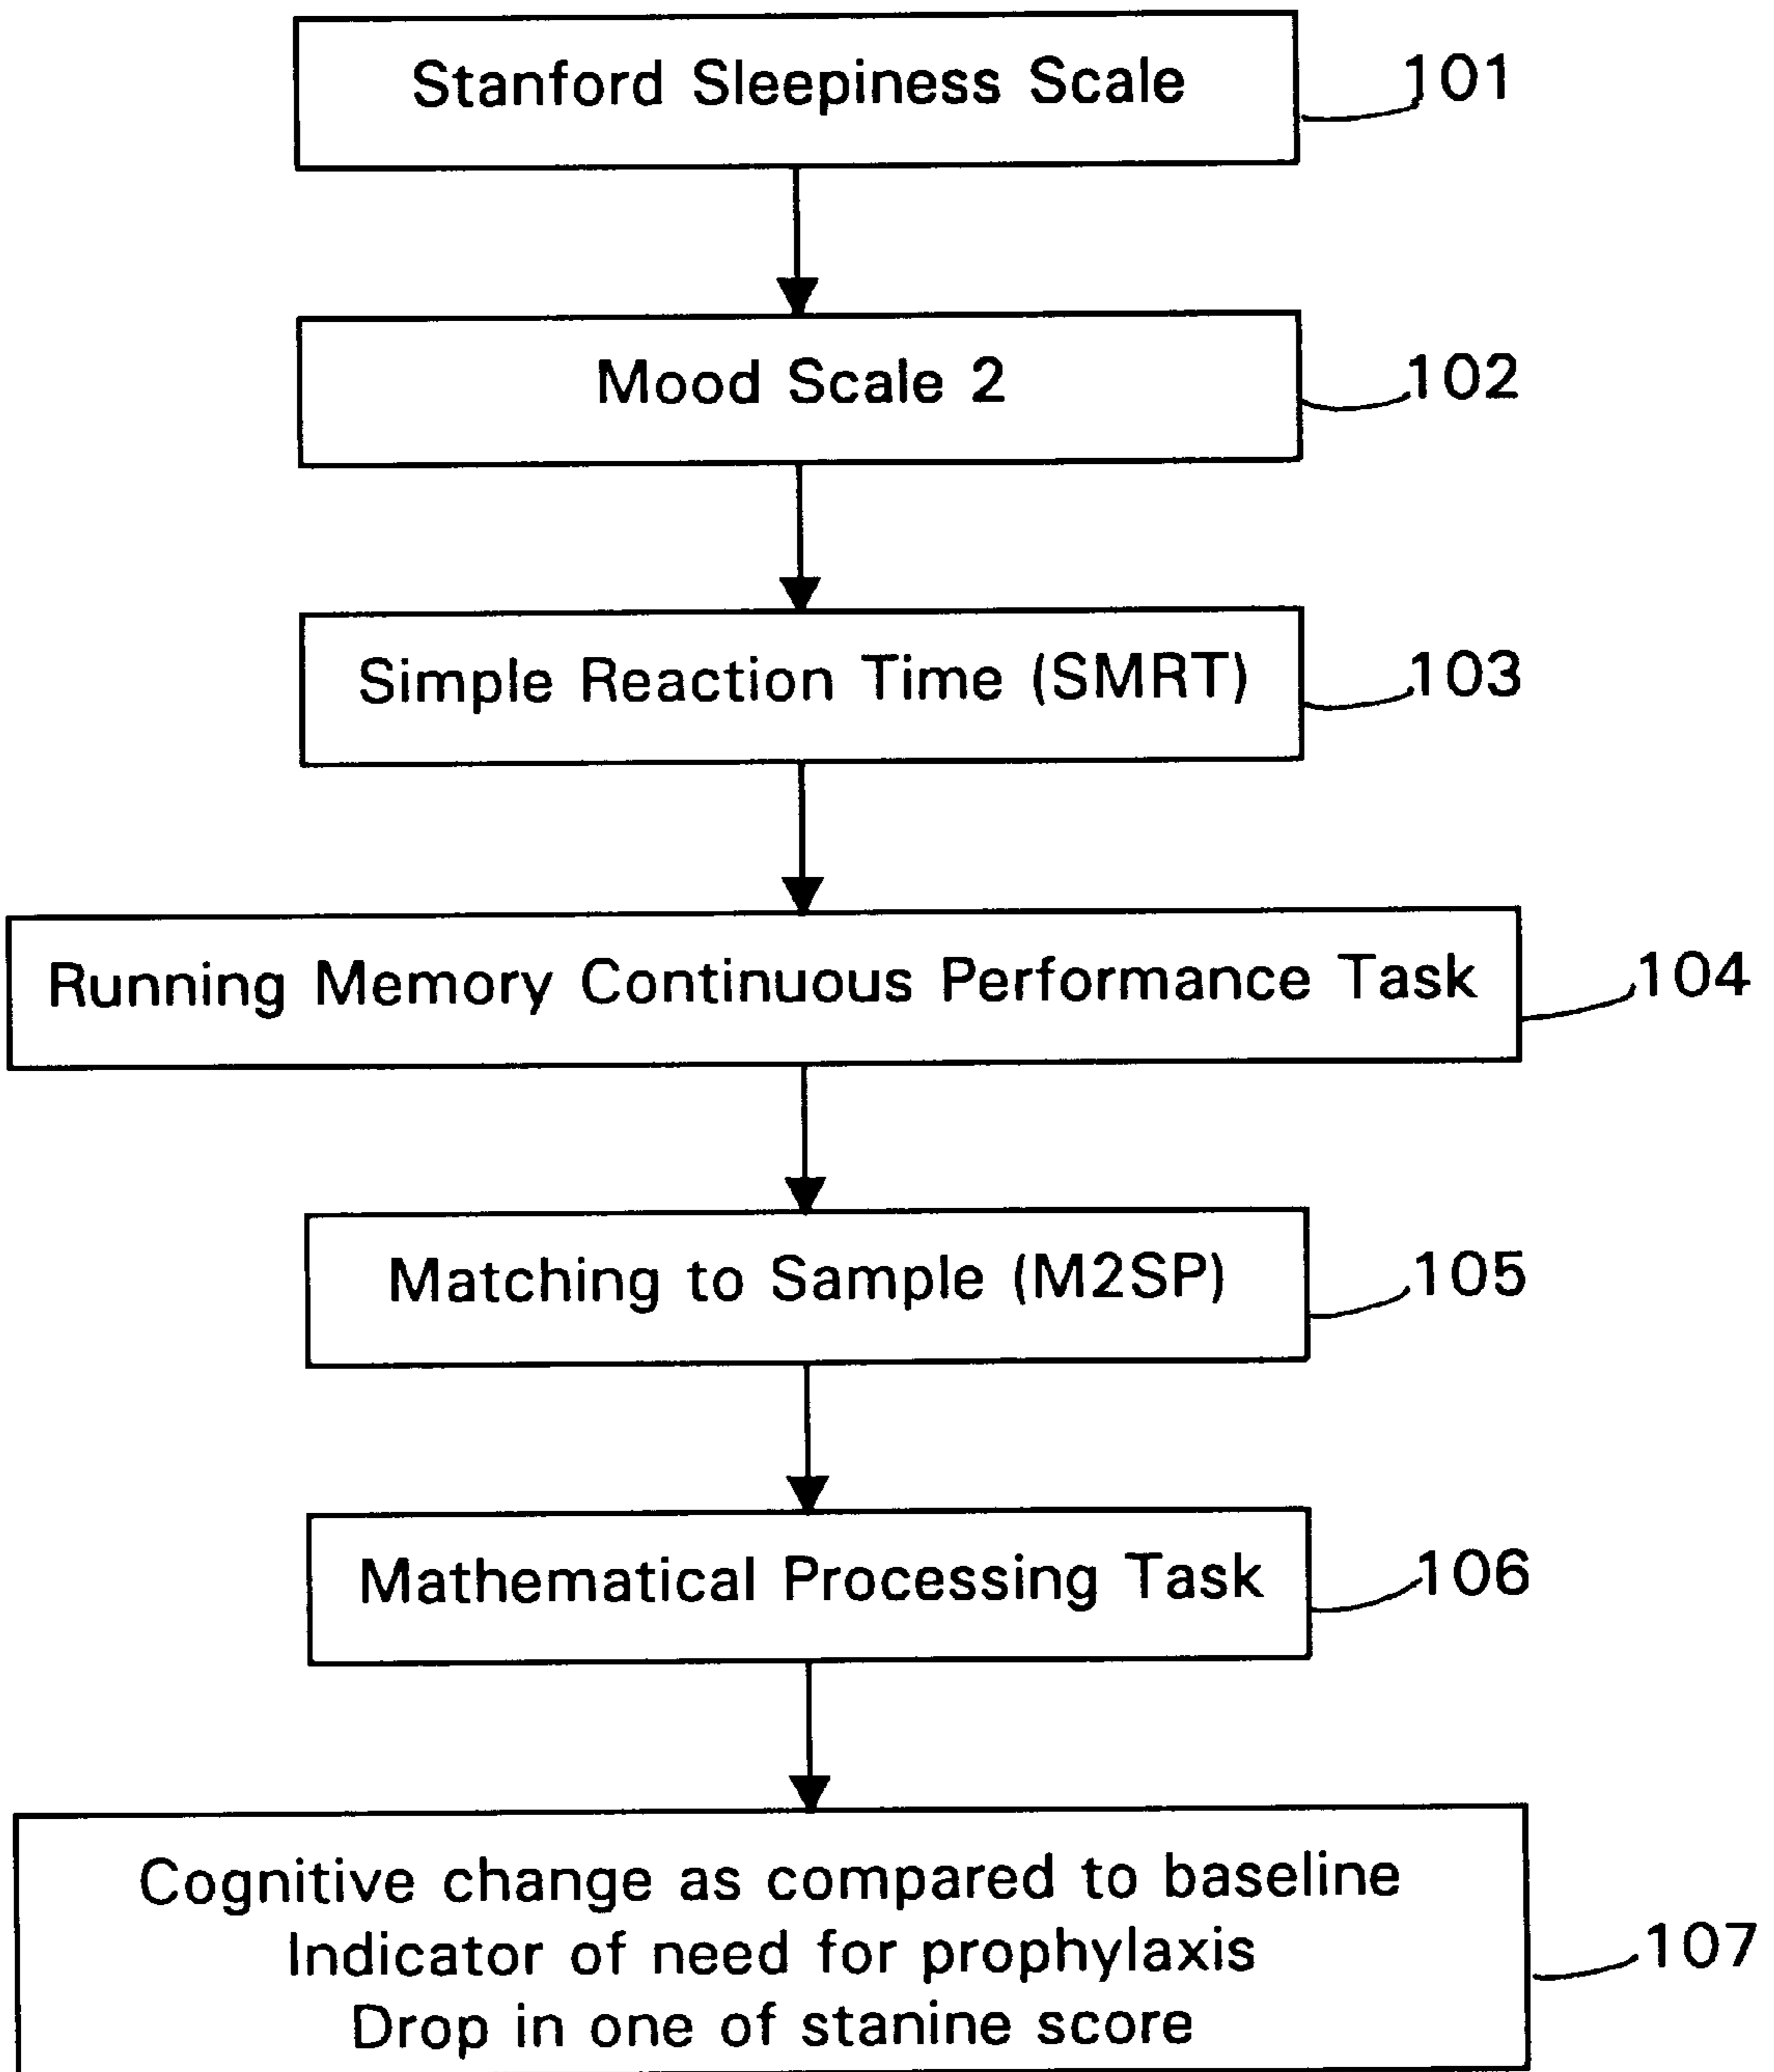 Stanford Sleepiness Scale
101
Mood Scale 2
102
Simple Reaction Time (SMRT)
103
Running Memory Continuous Performance Task
104
Matching to Sample (M2SP)
105
Mathematical Processing Task
106
Cognitive change as compared to baseline
Indicator of need for prophylaxis
Drop in one of stanine score
107